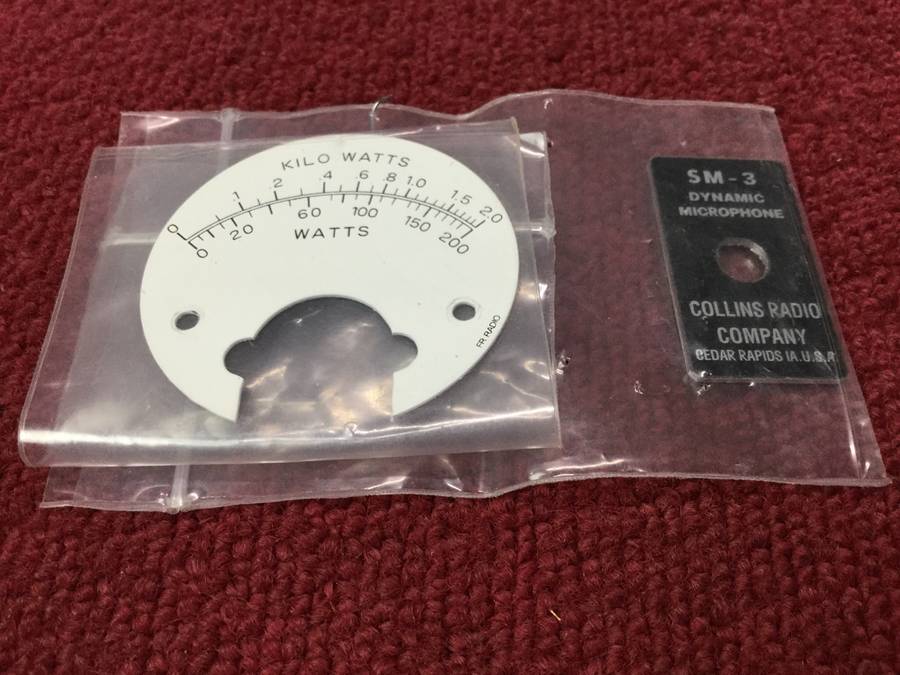 KILO WATTS
0 .1 .2 .4 .6 .8 1.0 1.5 2.0
0 20 60 100 150 200
WATTS
FR RADIO
SM-3
DYNAMIC
MICROPHONE
COLLINS RADIO
COMPANY
CEDAR RAPIDS IA. U.S.A